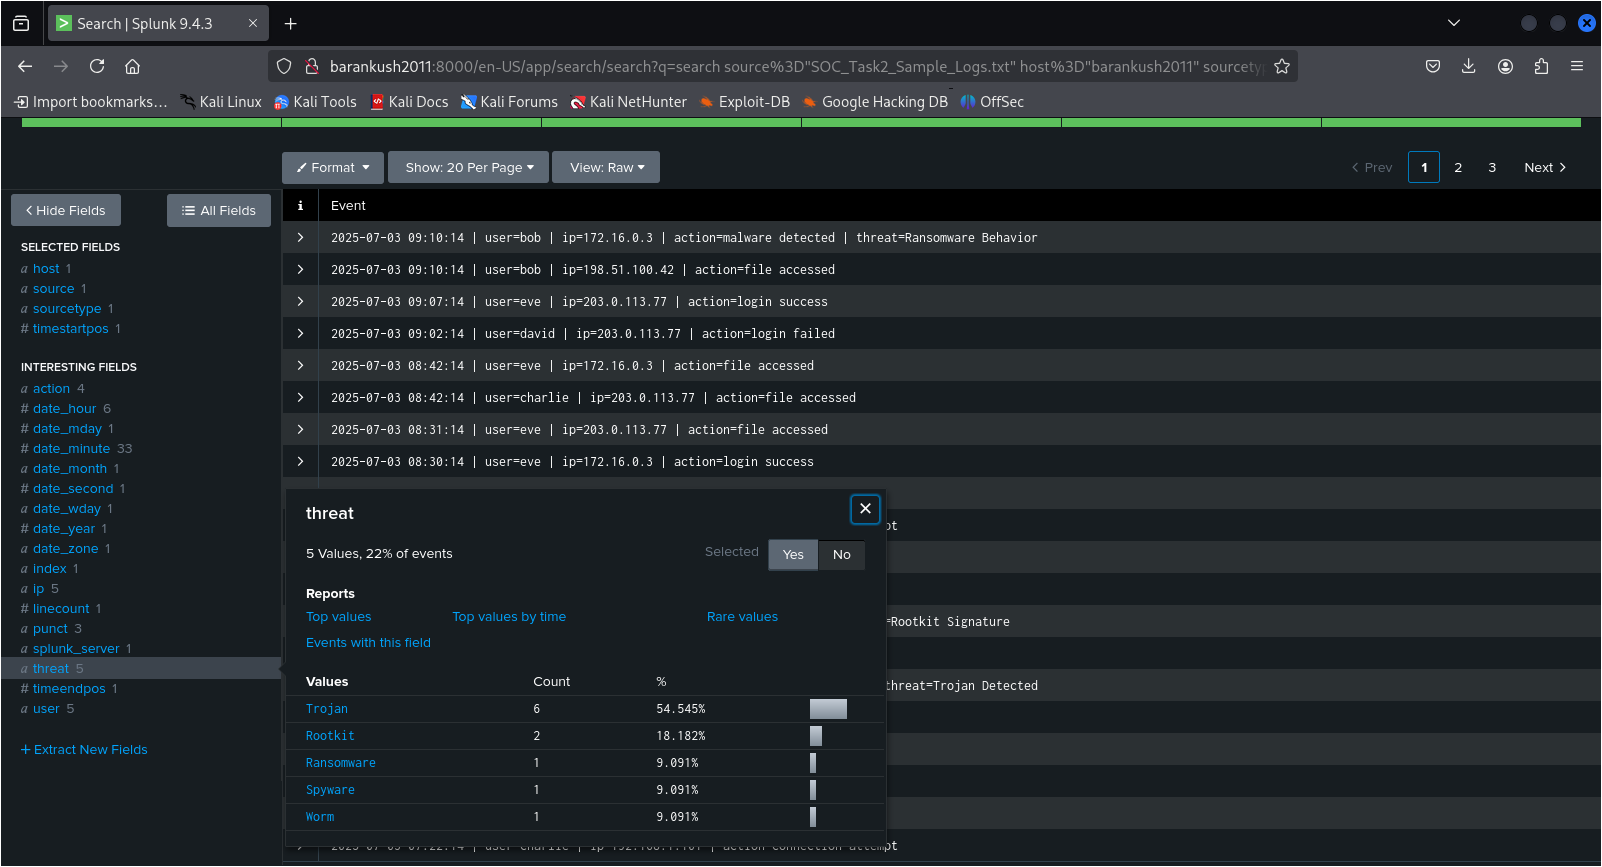 Search | Splunk 9.4.3
barankush2011:8000/en-US/app/search/search?q=search source%3D"SOC_Task2_Sample_Logs.txt" host%3D"barankush2011" sourcetyp
Import bookmarks… Kali Linux Kali Tools Kali Docs Kali Forums Kali NetHunter Exploit-DB Google Hacking DB OffSec
Format Show: 20 Per Page View: Raw < Prev 1 2 3 Next >
< Hide Fields All Fields
i Event
SELECTED FIELDS
a host 1
a source 1
a sourcetype 1
# timestartpos 1
INTERESTING FIELDS
a action 4
# date_hour 6
# date_mday 1
# date_minute 33
a date_month 1
# date_second 1
a date_wday 1
# date_year 1
a date_zone 1
a index 1
a ip 5
# linecount 1
a punct 3
a splunk_server 1
a threat 5
# timeendpos 1
a user 5
+ Extract New Fields
2025-07-03 09:10:14 | user=bob | ip=172.16.0.3 | action=malware detected | threat=Ransomware Behavior
2025-07-03 09:10:14 | user=bob | ip=198.51.100.42 | action=file accessed
2025-07-03 09:07:14 | user=eve | ip=203.0.113.77 | action=login success
2025-07-03 09:02:14 | user=david | ip=203.0.113.77 | action=login failed
2025-07-03 08:42:14 | user=eve | ip=172.16.0.3 | action=file accessed
2025-07-03 08:42:14 | user=charlie | ip=203.0.113.77 | action=file accessed
2025-07-03 08:31:14 | user=eve | ip=203.0.113.77 | action=file accessed
2025-07-03 08:30:14 | user=eve | ip=172.16.0.3 | action=login success
pt
=Rootkit Signature
threat=Trojan Detected
threat
5 Values, 22% of events Selected Yes No
Reports
Top values Top values by time Rare values
Events with this field
Values Count %
Trojan 6 54.545%
Rootkit 2 18.182%
Ransomware 1 9.091%
Spyware 1 9.091%
Worm 1 9.091%
2025-07-03 07:22:14 | user=charlie | ip=192.168.1.101 | action=connection attempt